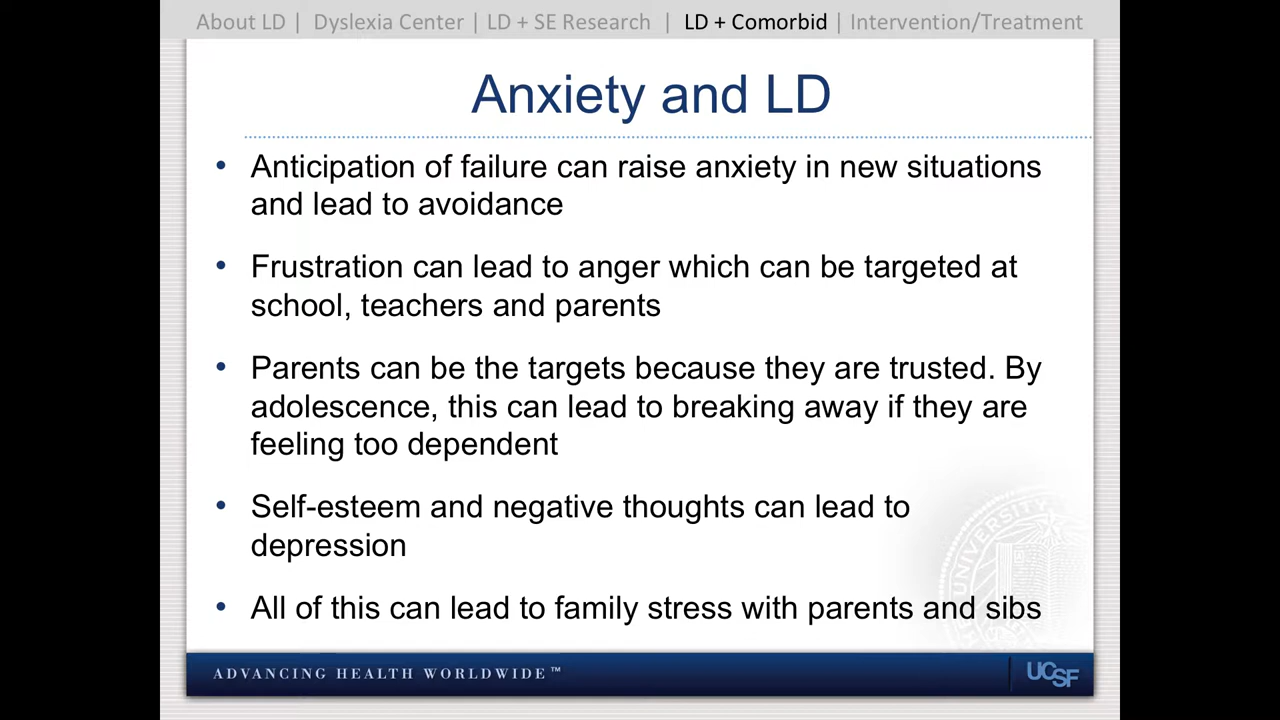 About LD | Dyslexia Center | LD + SE Research | LD + Comorbid | Intervention/Treatment
Anxiety and LD
• Anticipation of failure can raise anxiety in new situations
and lead to avoidance
• Frustration can lead to anger which can be targeted at
school, teachers and parents
• Parents can be the targets because they are trusted. By
adolescence, this can lead to breaking away if they are
feeling too dependent
• Self-esteem and negative thoughts can lead to
depression
• All of this can lead to family stress with parents and sibs
ADVANCING HEALTH WORLDWIDE™
UCSF